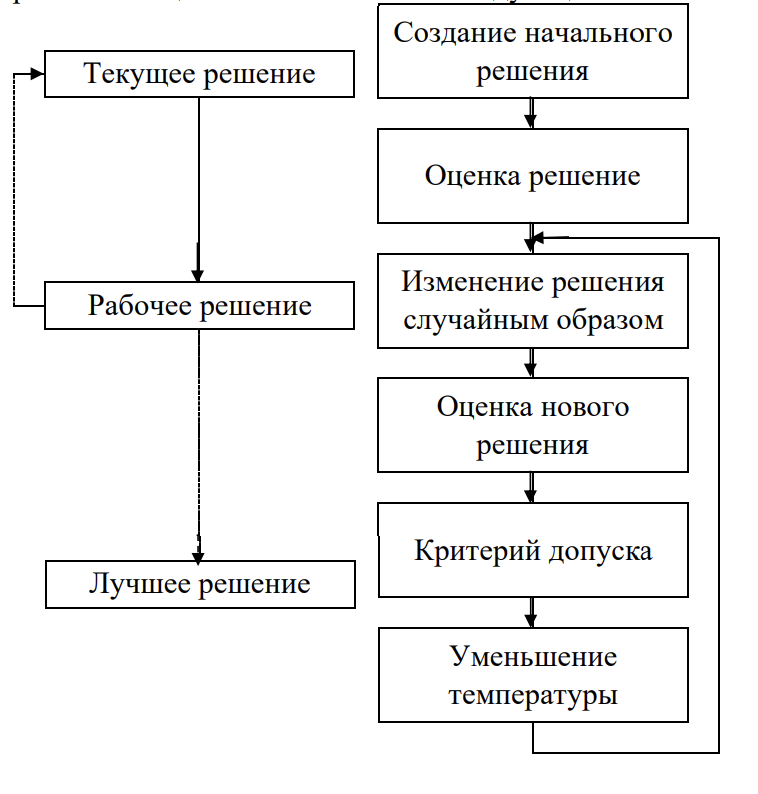 Текущее решение
Рабочее решение
Лучшее решение
Создание начального
решения
Оценка решение
Изменение решения
случайным образом
Оценка нового
решения
Критерий допуска
Уменьшение
температуры